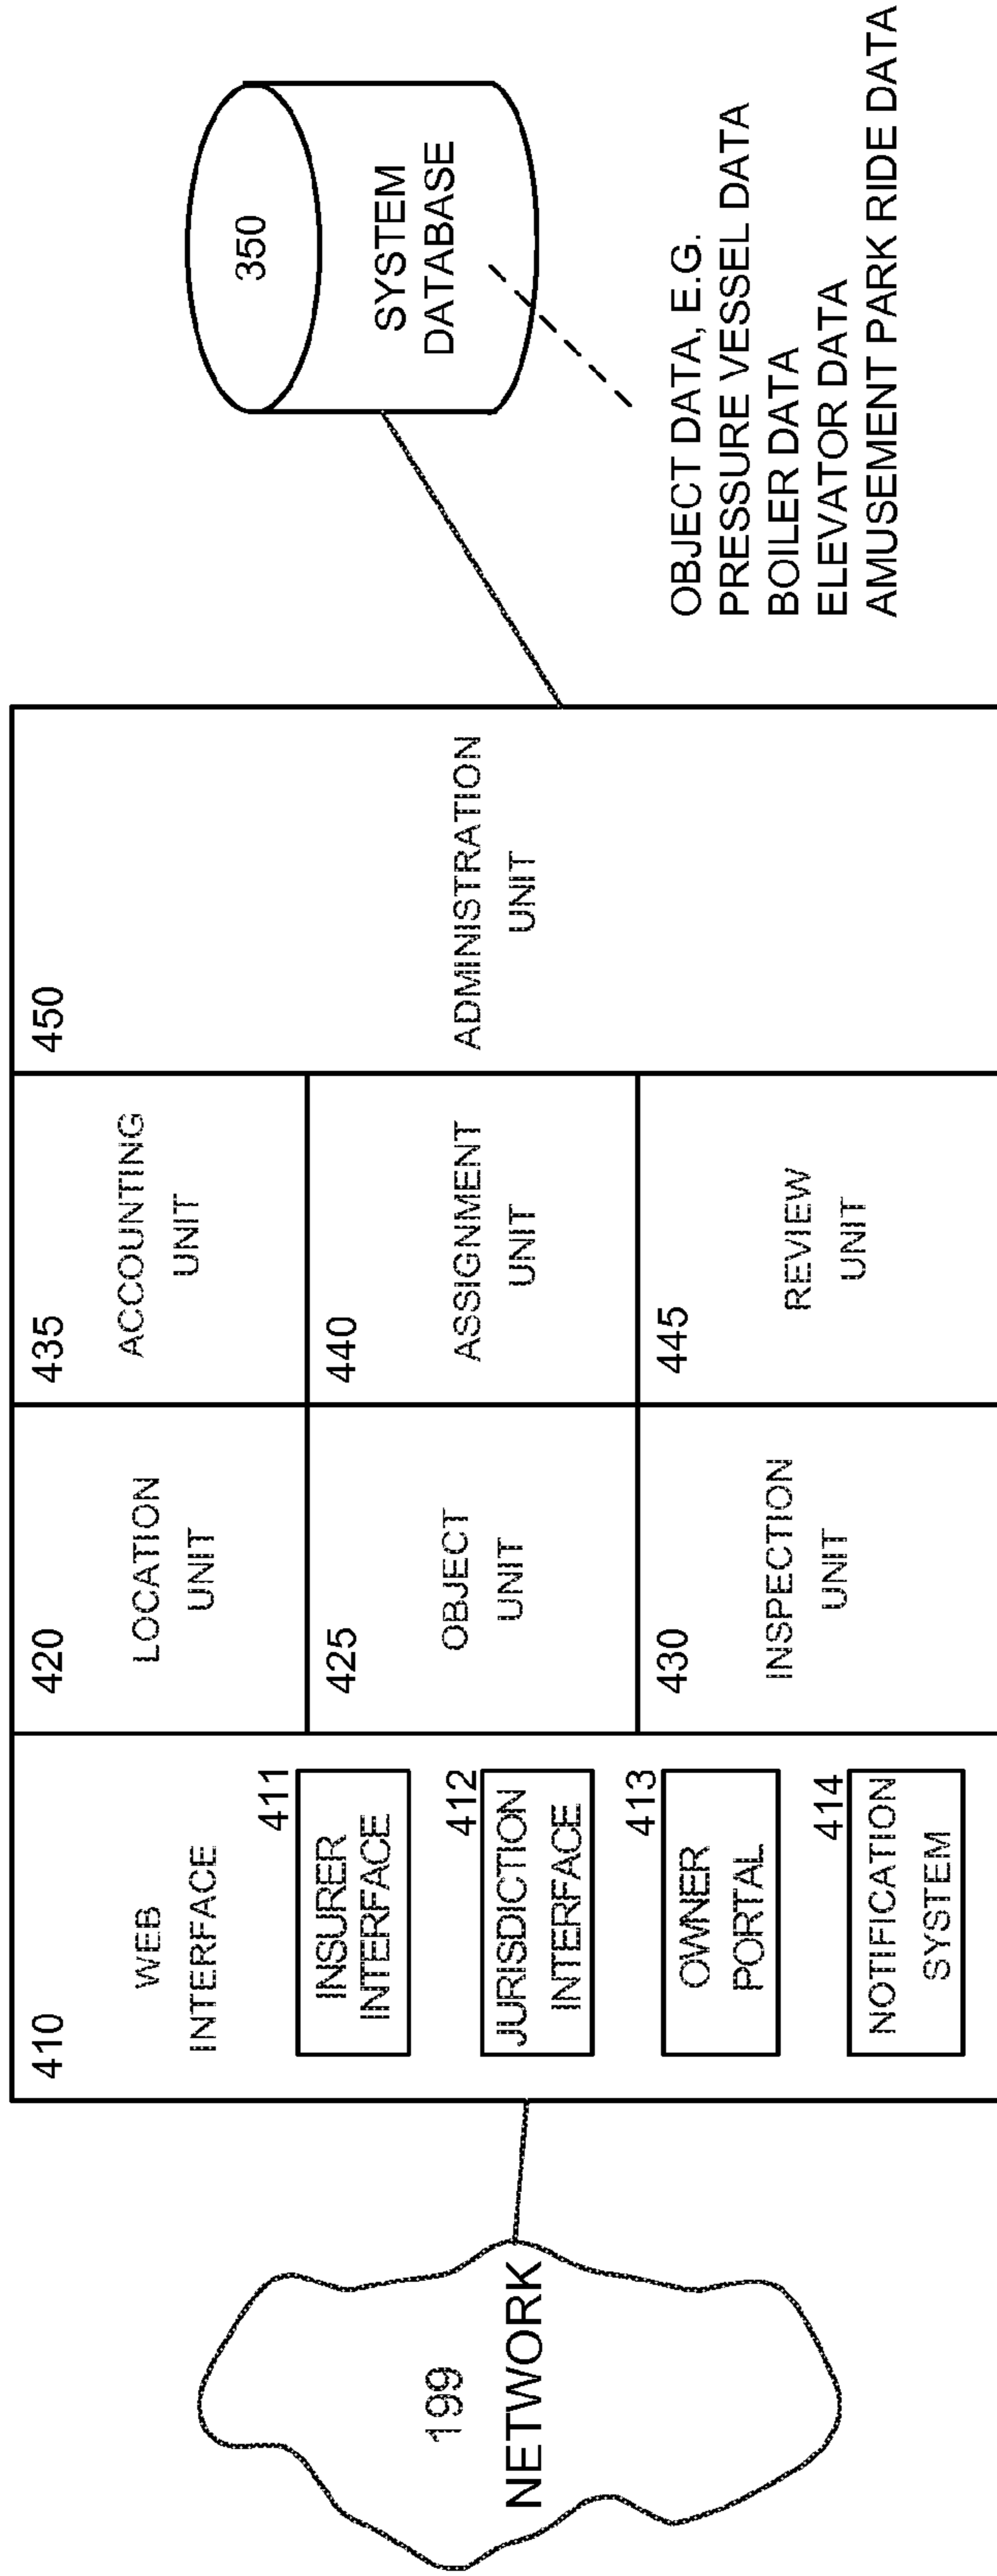 199
NETWORK
410
WEB
INTERFACE
411
INSURER
INTERFACE
412
JURISDICTION
INTERFACE
413
OWNER
PORTAL
414
NOTIFICATION
SYSTEM
420
LOCATION
UNIT
425
OBJECT
UNIT
430
INSPECTION
UNIT
435
ACCOUNTING
UNIT
440
ASSIGNMENT
UNIT
445
REVIEW
UNIT
450
ADMINISTRATION
UNIT
350
SYSTEM
DATABASE
OBJECT DATA, E.G.
PRESSURE VESSEL DATA
BOILER DATA
ELEVATOR DATA
AMUSEMENT PARK RIDE DATA